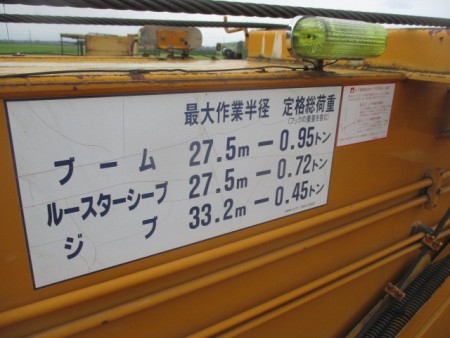 最大作業半径 定格総荷重
(フックの重量を含む)
ブーム 27.5m－0.95トン
ルースターシーブ 27.5m－0.72トン
ジブ 33.2m－0.45トン